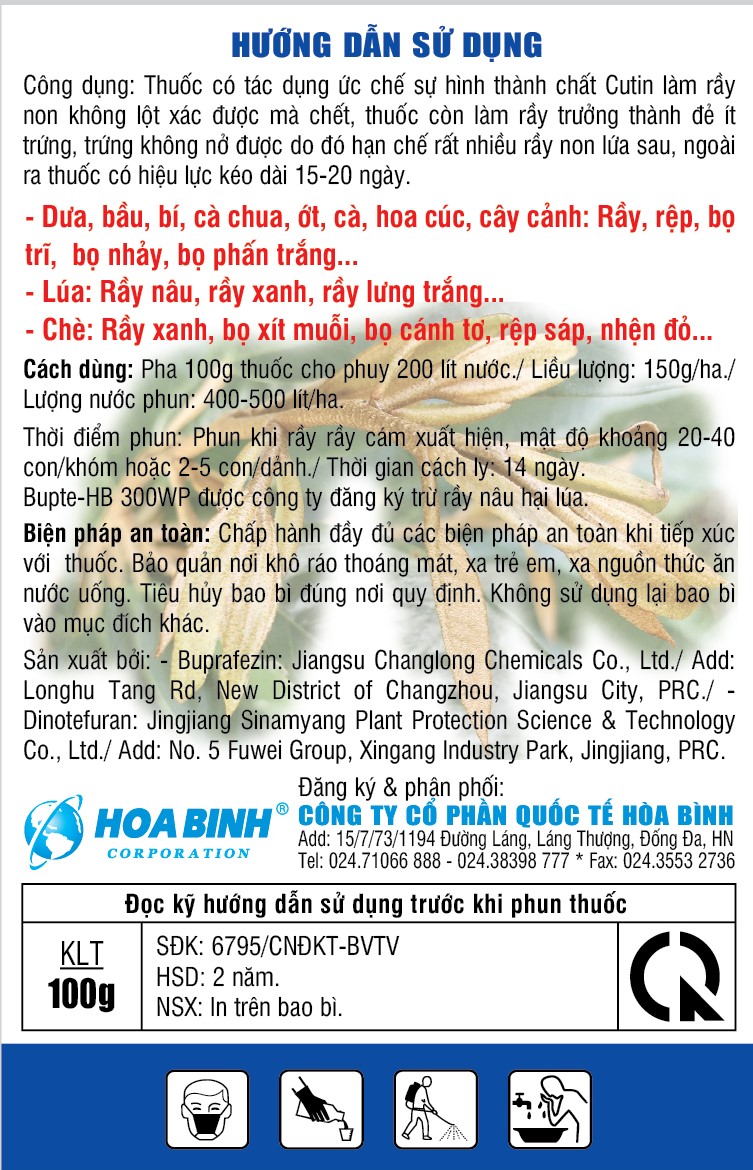 HƯỚNG DẪN SỬ DỤNG
Công dụng: Thuốc có tác dụng ức chế sự hình thành chất Cutin làm rầy
non không lột xác được mà chết, thuốc còn làm rầy trưởng thành đẻ ít
trứng, trứng không nở được do đó hạn chế rất nhiều rầy non lứa sau, ngoài
ra thuốc có hiệu lực kéo dài 15-20 ngày.
- Dưa, bầu, bí, cà chua, ớt, cà, hoa cúc, cây cảnh: Rầy, rệp, bọ
trĩ, bọ nhảy, bọ phấn trắng...
- Lúa: Rầy nâu, rầy xanh, rầy lưng trắng...
- Chè: Rầy xanh, bọ xít muỗi, bọ cánh tơ, rệp sáp, nhện đỏ...
Cách dùng: Pha 100g thuốc cho phuy 200 lít nước./ Liều lượng: 150g/ha./
Lượng nước phun: 400-500 lít/ha.
Thời điểm phun: Phun khi rầy rầy cám xuất hiện, mật độ khoảng 20-40
con/khóm hoặc 2-5 con/dảnh./ Thời gian cách ly: 14 ngày.
Bupte-HB 300WP được công ty đăng ký trừ rầy nâu hại lúa.
Biện pháp an toàn: Chấp hành đầy đủ các biện pháp an toàn khi tiếp xúc
với thuốc. Bảo quản nơi khô ráo thoáng mát, xa trẻ em, xa nguồn thức ăn
nước uống. Tiêu hủy bao bì đúng nơi quy định. Không sử dụng lại bao bì
vào mục đích khác.
Sản xuất bởi: - Buprafezin: Jiangsu Changlong Chemicals Co., Ltd./ Add:
Longhu Tang Rd, New District of Changzhou, Jiangsu City, PRC./ -
Dinotefuran: Jingjiang Sinamyang Plant Protection Science & Technology
Co., Ltd./ Add: No. 5 Fuwei Group, Xingang Industry Park, Jingjiang, PRC.
Đăng ký & phân phối:
HOA BINH ® CÔNG TY CỔ PHẦN QUỐC TẾ HÒA BÌNH
CORPORATION
Add: 15/7/73/1194 Đường Láng, Láng Thượng, Đống Đa, HN
Tel: 024.71066 888 - 024.38398 777 * Fax: 024.3553 2736
Đọc kỹ hướng dẫn sử dụng trước khi phun thuốc
KLT
100g
SĐK: 6795/CNĐKT-BVTV
HSD: 2 năm.
NSX: In trên bao bì.